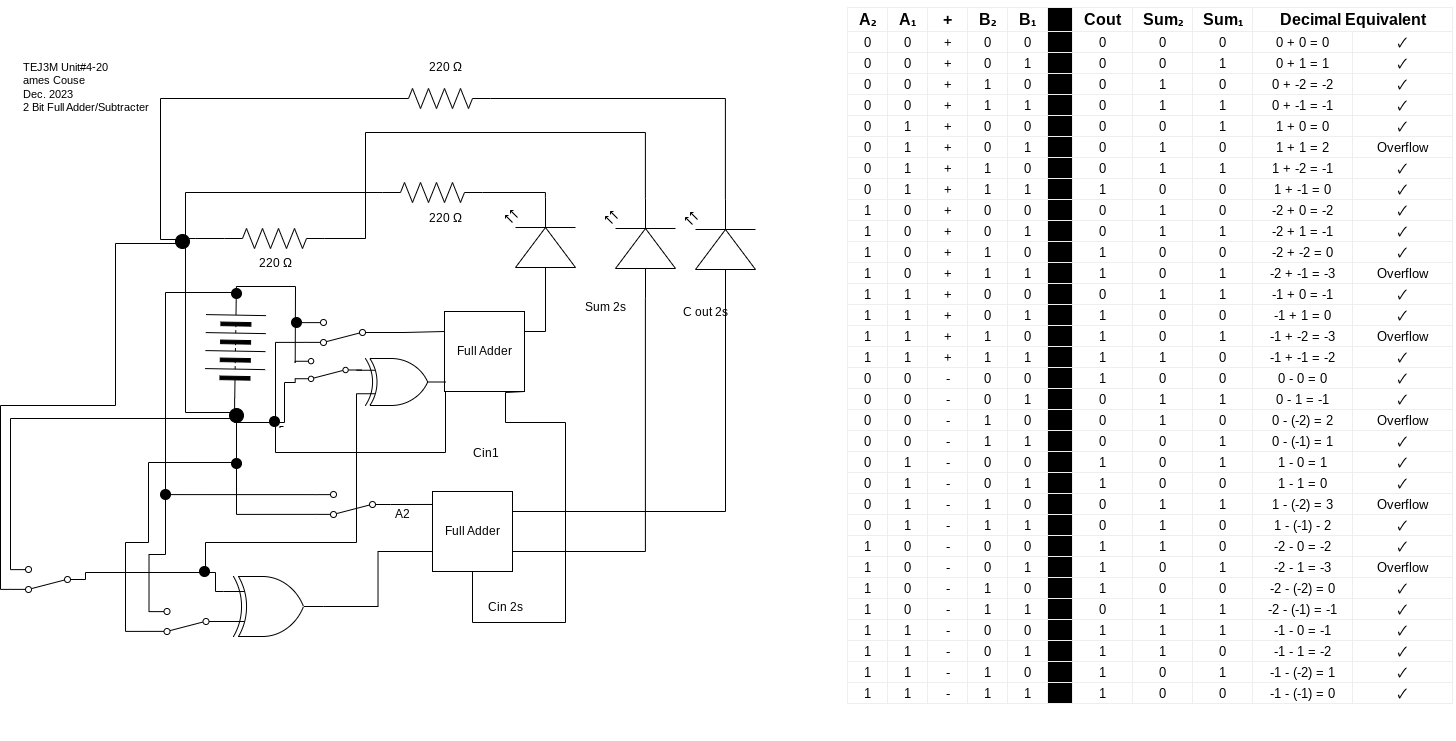 TEJ3M Unit#4-20
ames Couse
Dec. 2023
2 Bit Full Adder/Subtracter
220 Ω
220 Ω
220 Ω
Sum 2s
C out 2s
Full Adder
Cin1
A2
Full Adder
Cin 2s
A₂ A₁ + B₂ B₁ Cout Sum₂ Sum₁ Decimal Equivalent
0 0 + 0 0 0 0 0 0 + 0 = 0 ✓
0 0 + 0 1 0 0 1 0 + 1 = 1 ✓
0 0 + 1 0 0 1 0 0 + -2 = -2 ✓
0 0 + 1 1 0 1 1 0 + -1 = -1 ✓
0 1 + 0 0 0 0 1 1 + 0 = 0 ✓
0 1 + 0 1 0 1 0 1 + 1 = 2 Overflow
0 1 + 1 0 0 1 1 1 + -2 = -1 ✓
0 1 + 1 1 1 0 0 1 + -1 = 0 ✓
1 0 + 0 0 0 1 0 -2 + 0 = -2 ✓
1 0 + 0 1 0 1 1 -2 + 1 = -1 ✓
1 0 + 1 0 1 0 0 -2 + -2 = 0 ✓
1 0 + 1 1 1 0 1 -2 + -1 = -3 Overflow
1 1 + 0 0 0 1 1 -1 + 0 = -1 ✓
1 1 + 0 1 1 0 0 -1 + 1 = 0 ✓
1 1 + 1 0 1 0 1 -1 + -2 = -3 Overflow
1 1 + 1 1 1 1 0 -1 + -1 = -2 ✓
0 0 - 0 0 1 0 0 0 - 0 = 0 ✓
0 0 - 0 1 0 1 1 0 - 1 = -1 ✓
0 0 - 1 0 0 1 0 0 - (-2) = 2 Overflow
0 0 - 1 1 0 0 1 0 - (-1) = 1 ✓
0 1 - 0 0 1 0 1 1 - 0 = 1 ✓
0 1 - 0 1 1 0 0 1 - 1 = 0 ✓
0 1 - 1 0 0 1 1 1 - (-2) = 3 Overflow
0 1 - 1 1 0 1 0 1 - (-1) - 2 ✓
1 0 - 0 0 1 1 0 -2 - 0 = -2 ✓
1 0 - 0 1 1 0 1 -2 - 1 = -3 Overflow
1 0 - 1 0 1 0 0 -2 - (-2) = 0 ✓
1 0 - 1 1 0 1 1 -2 - (-1) = -1 ✓
1 1 - 0 0 1 1 1 -1 - 0 = -1 ✓
1 1 - 0 1 1 1 0 -1 - 1 = -2 ✓
1 1 - 1 0 1 0 1 -1 - (-2) = 1 ✓
1 1 - 1 1 1 0 0 -1 - (-1) = 0 ✓